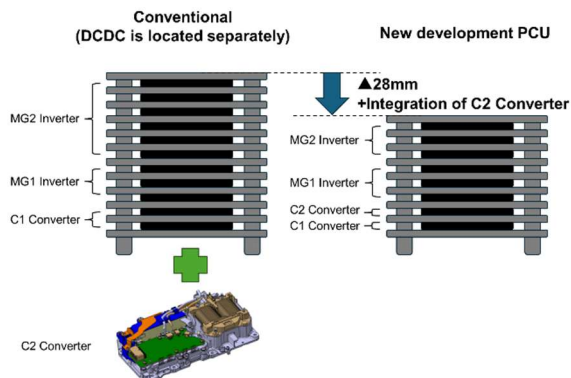 Conventional
(DCDC is located separately)
New development PCU
▲28mm
+Integration of C2 Converter
MG2 Inverter
MG1 Inverter
C1 Converter
MG2 Inverter
MG1 Inverter
C2 Converter
C1 Converter
C2 Converter